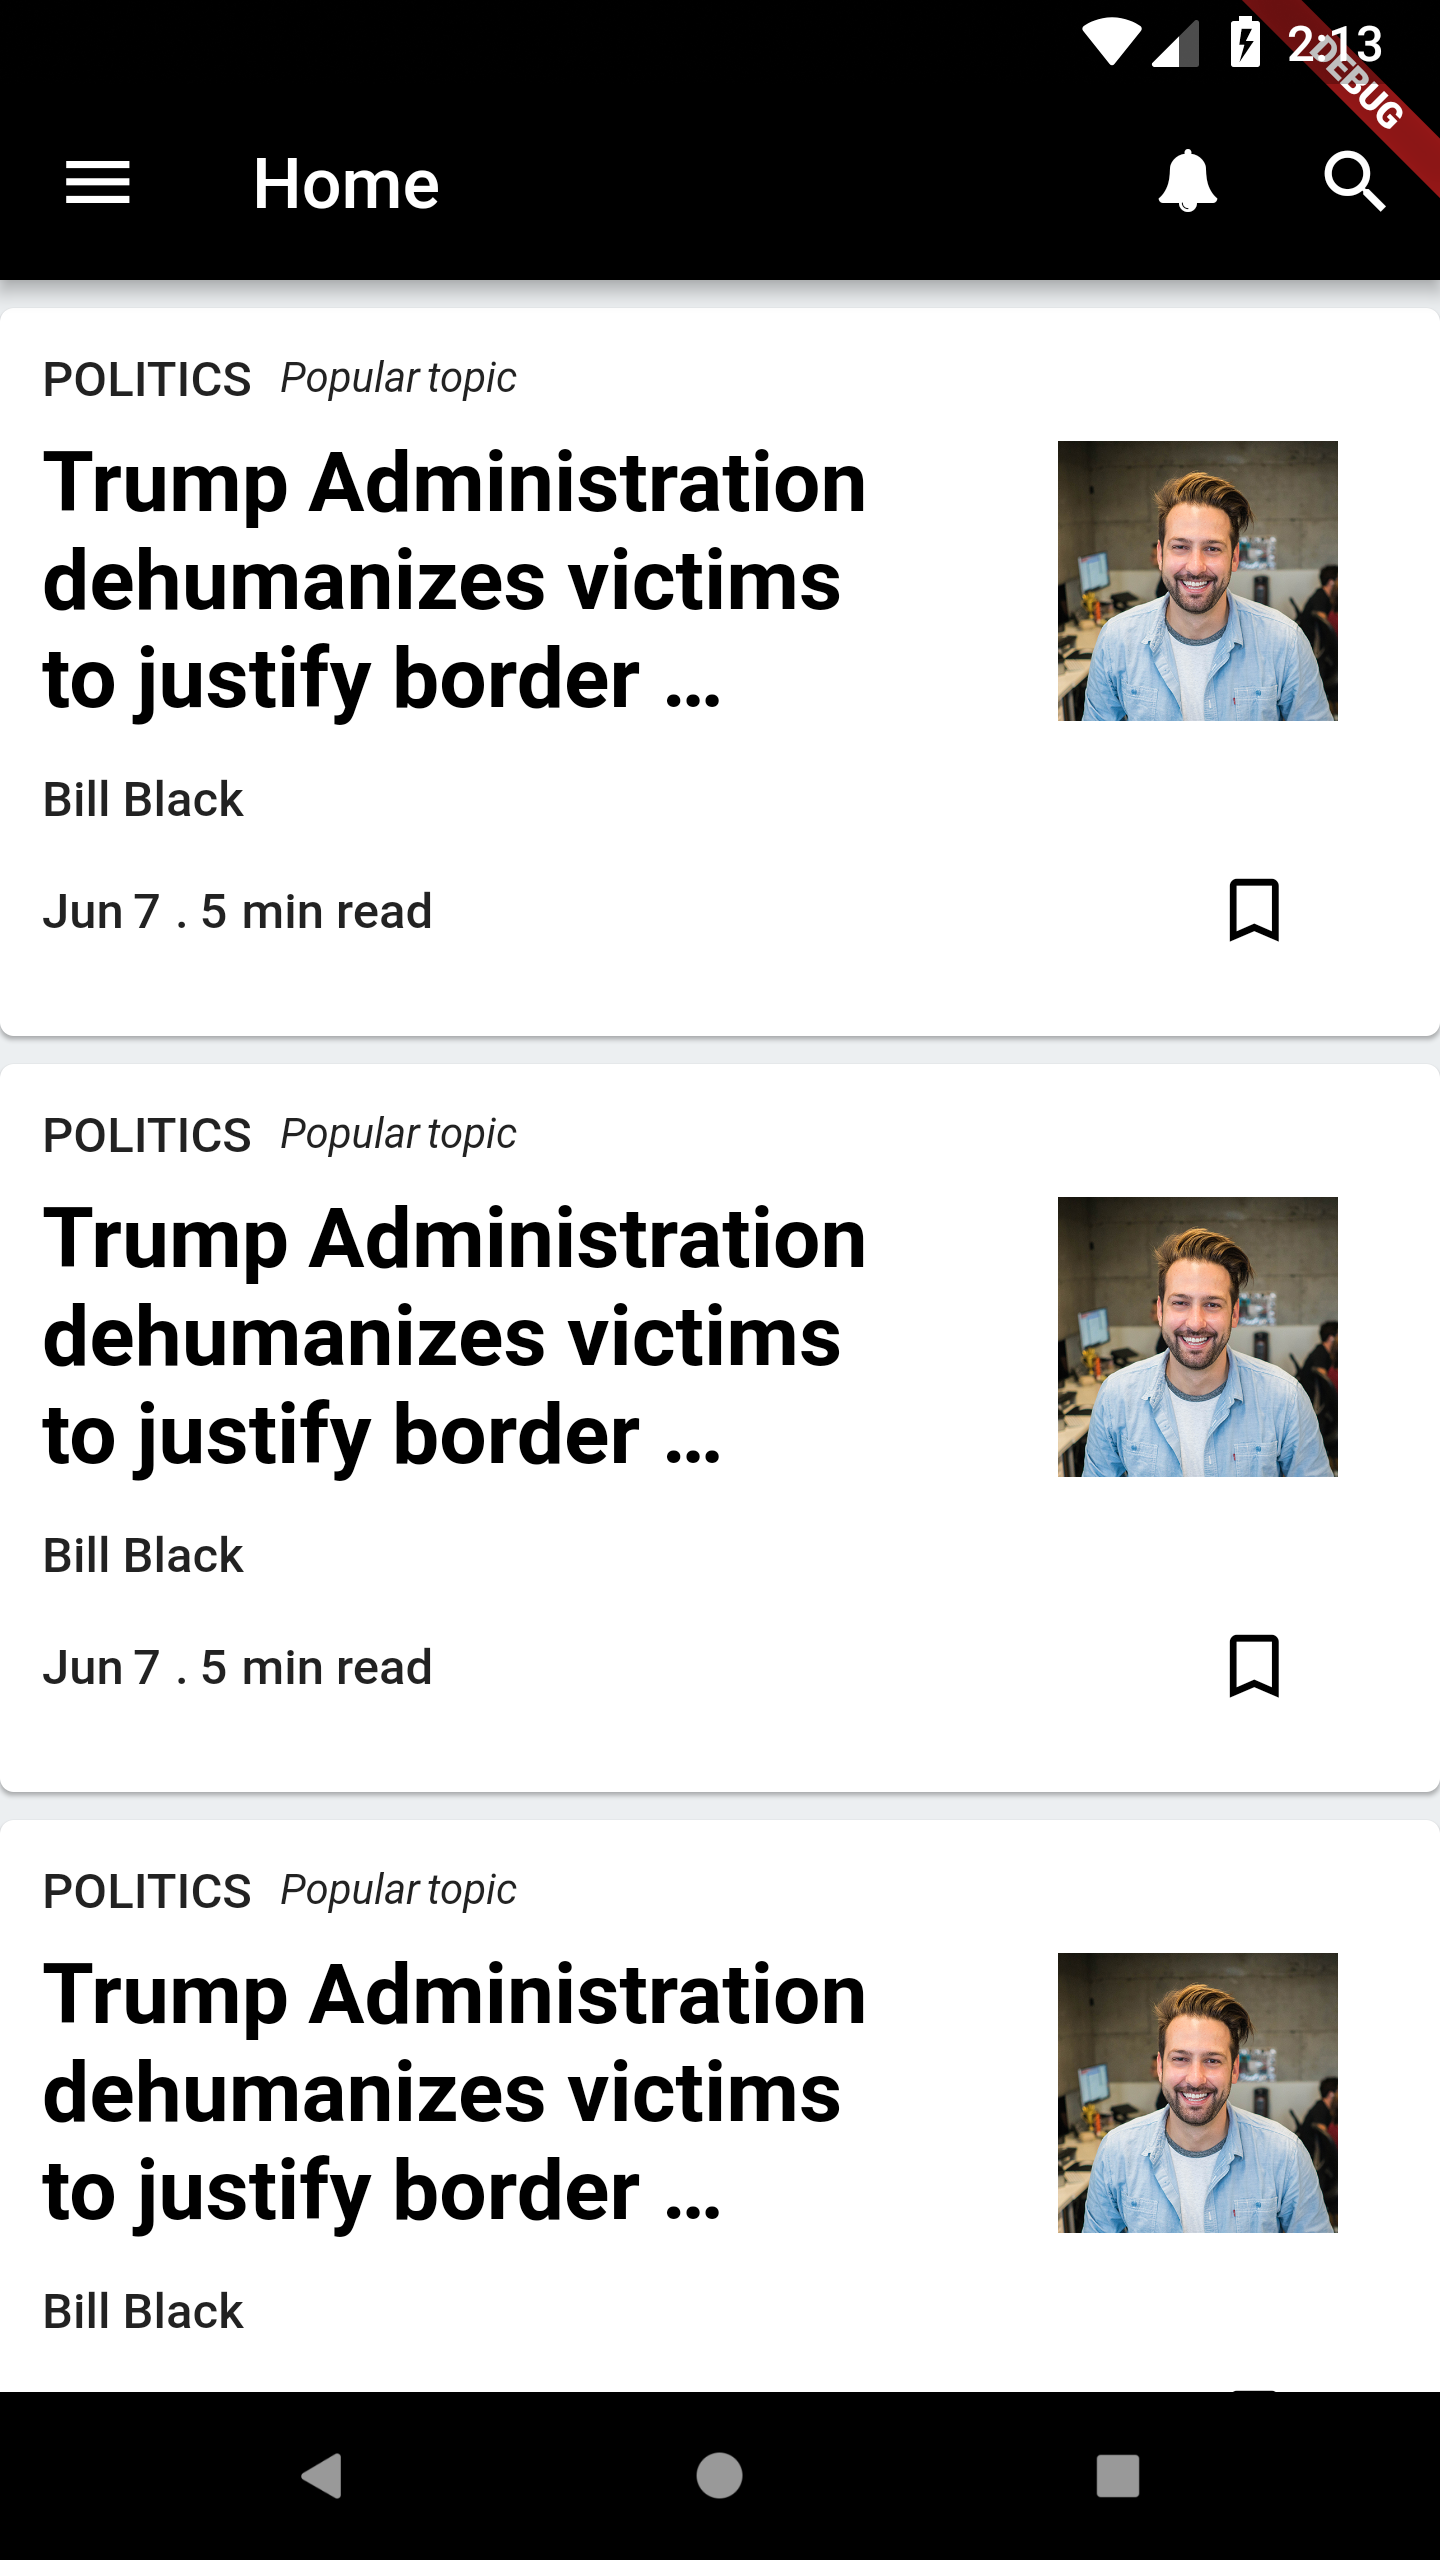 2:13
DEBUG
Home
POLITICS Popular topic
Trump Administration
dehumanizes victims
to justify border ...
Bill Black
Jun 7 . 5 min read
POLITICS Popular topic
Trump Administration
dehumanizes victims
to justify border ...
Bill Black
Jun 7 . 5 min read
POLITICS Popular topic
Trump Administration
dehumanizes victims
to justify border ...
Bill Black